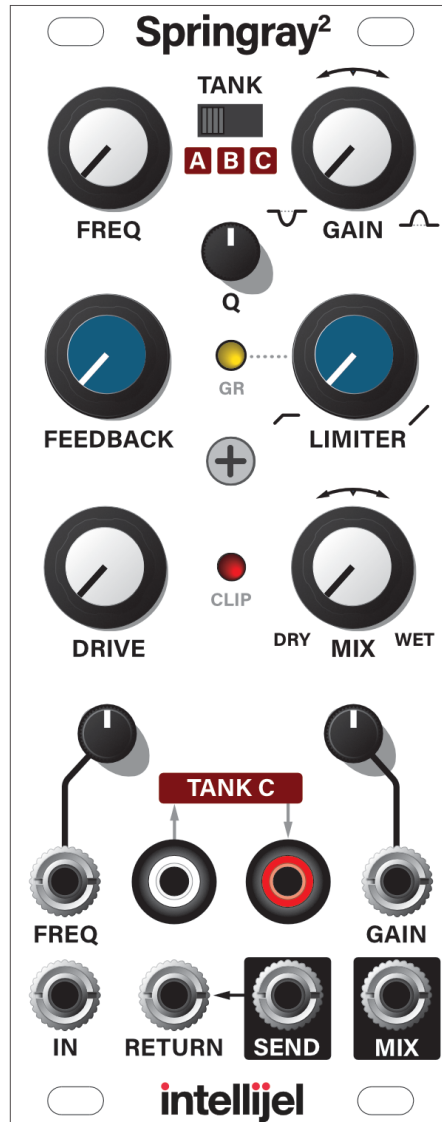 Springray²
TANK
A B C
FREQ
GAIN
Q
GR
FEEDBACK
LIMITER
CLIP
DRIVE
DRY MIX WET
TANK C
FREQ
GAIN
IN
RETURN
SEND
MIX
intellijel